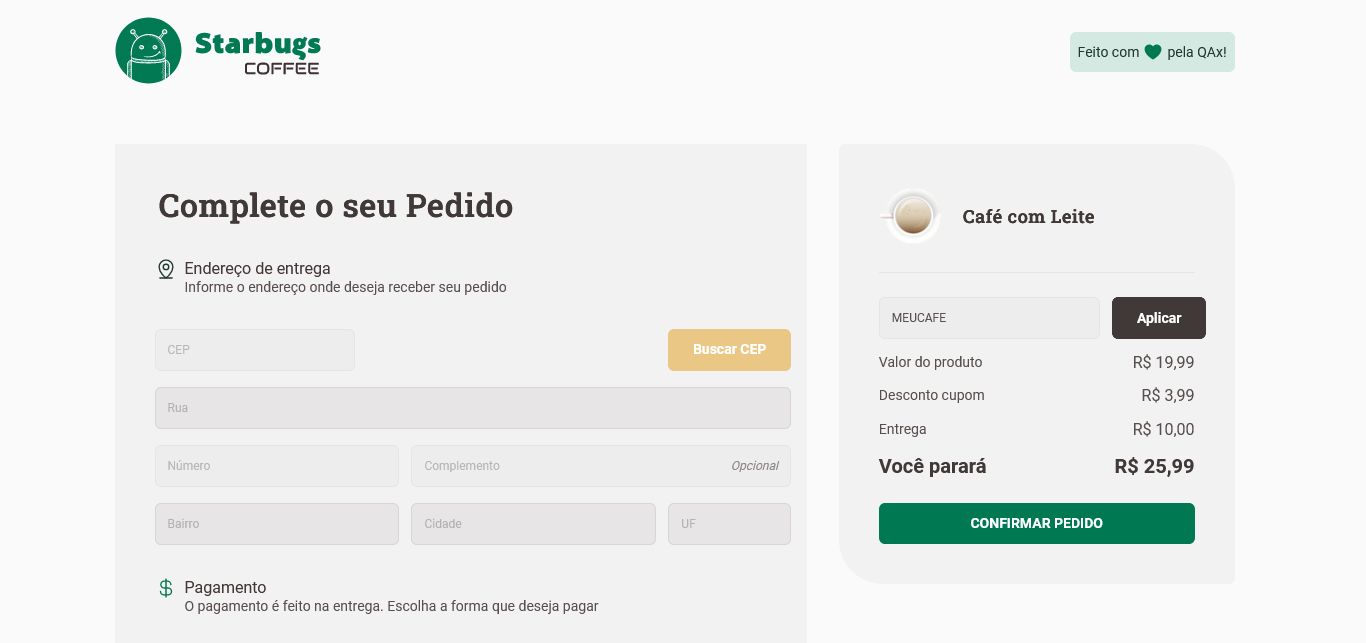 Starbugs
COFFEE
Feito com pela QAx!
Complete o seu Pedido
Endereço de entrega
Informe o endereço onde deseja receber seu pedido
CEP
Buscar CEP
Rua
Número
Complemento
Opcional
Bairro
Cidade
UF
Pagamento
O pagamento é feito na entrega. Escolha a forma que deseja pagar
Café com Leite
MEUCAFE
Aplicar
Valor do produto R$ 19,99
Desconto cupom R$ 3,99
Entrega R$ 10,00
Você parará R$ 25,99
CONFIRMAR PEDIDO